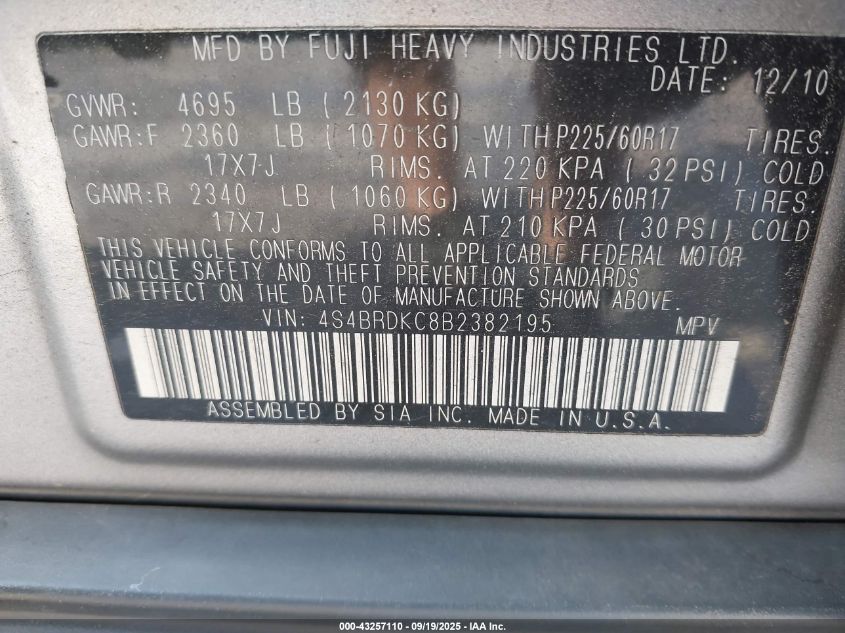 MFD BY FUJI HEAVY INDUSTRIES LTD.
DATE: 12/10
GVWR: 4695 LB ( 2130 KG)
GAWR:F 2360 LB ( 1070 KG) WITH P225/60R17 TIRES.
17X7J RIMS. AT 220 KPA ( 32 PSI) COLD
GAWR:R 2340 LB ( 1060 KG) WITH P225/60R17 TIRES.
17X7J RIMS. AT 210 KPA ( 30 PSI) COLD
THIS VEHICLE CONFORMS TO ALL APPLICABLE FEDERAL MOTOR
VEHICLE SAFETY AND THEFT PREVENTION STANDARDS
IN EFFECT ON THE DATE OF MANUFACTURE SHOWN ABOVE.
VIN: 4S4BRDKC8B2382195 MPV
ASSEMBLED BY SIA INC. MADE IN U.S.A.
000-43257110 - 09/19/2025 - IAA Inc.